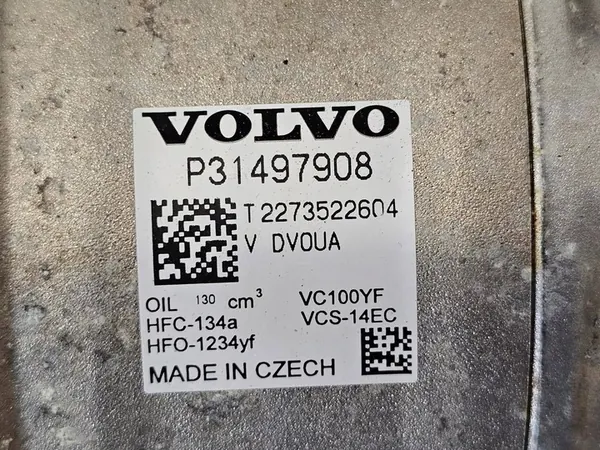 VOLVO
P31497908
T 2273522604
V DV0UA
OIL 130 cm³ VC100YF
HFC-134a VCS-14EC
HFO-1234yf
MADE IN CZECH